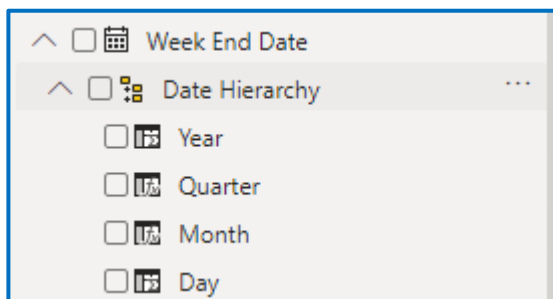 Week End Date
Date Hierarchy
Year
Quarter
Month
Day